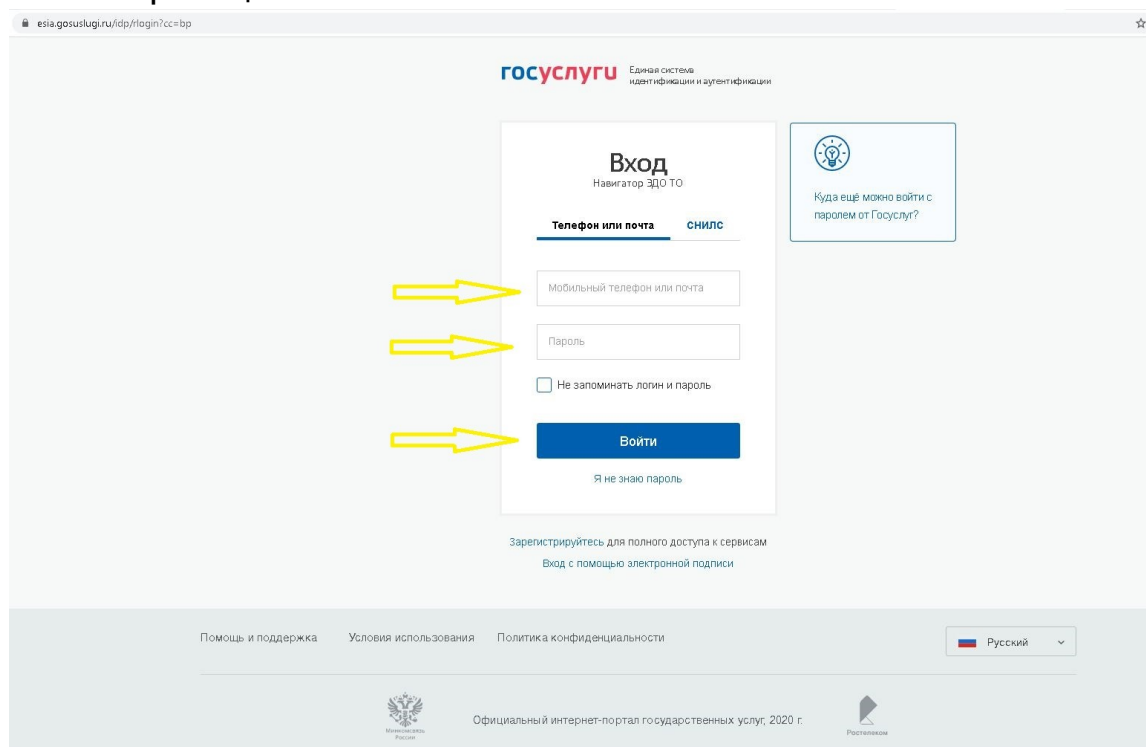 esia.gosuslugi.ru/idp/rlogin?cc=bp
госуслуги
Единая система
идентификации и аутентификации
Вход
Навигатор ЗДО ТО
Телефон или почта
СНИЛС
Куда ещё можно войти с
паролем от Госуслуг?
Мобильный телефон или почта
Пароль
Не запоминать логин и пароль
Войти
Я не знаю пароль
Зарегистрируйтесь для полного доступа к сервисам
Вход с помощью электронной подписи
Помощь и поддержка
Условия использования
Политика конфиденциальности
Русский
Минкомсвязь
России
Официальный интернет-портал государственных услуг, 2020 г.
Ростелеком